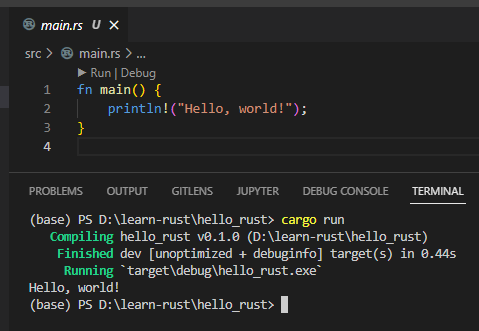 main.rs U ×
src > main.rs > ...
Run | Debug
1 fn main() {
2     println!("Hello, world!");
3 }
4
PROBLEMS OUTPUT GITLENS JUPYTER DEBUG CONSOLE TERMINAL
(base) PS D:\learn-rust\hello_rust> cargo run
   Compiling hello_rust v0.1.0 (D:\learn-rust\hello_rust)
    Finished dev [unoptimized + debuginfo] target(s) in 0.44s
     Running `target\debug\hello_rust.exe`
Hello, world!
(base) PS D:\learn-rust\hello_rust>